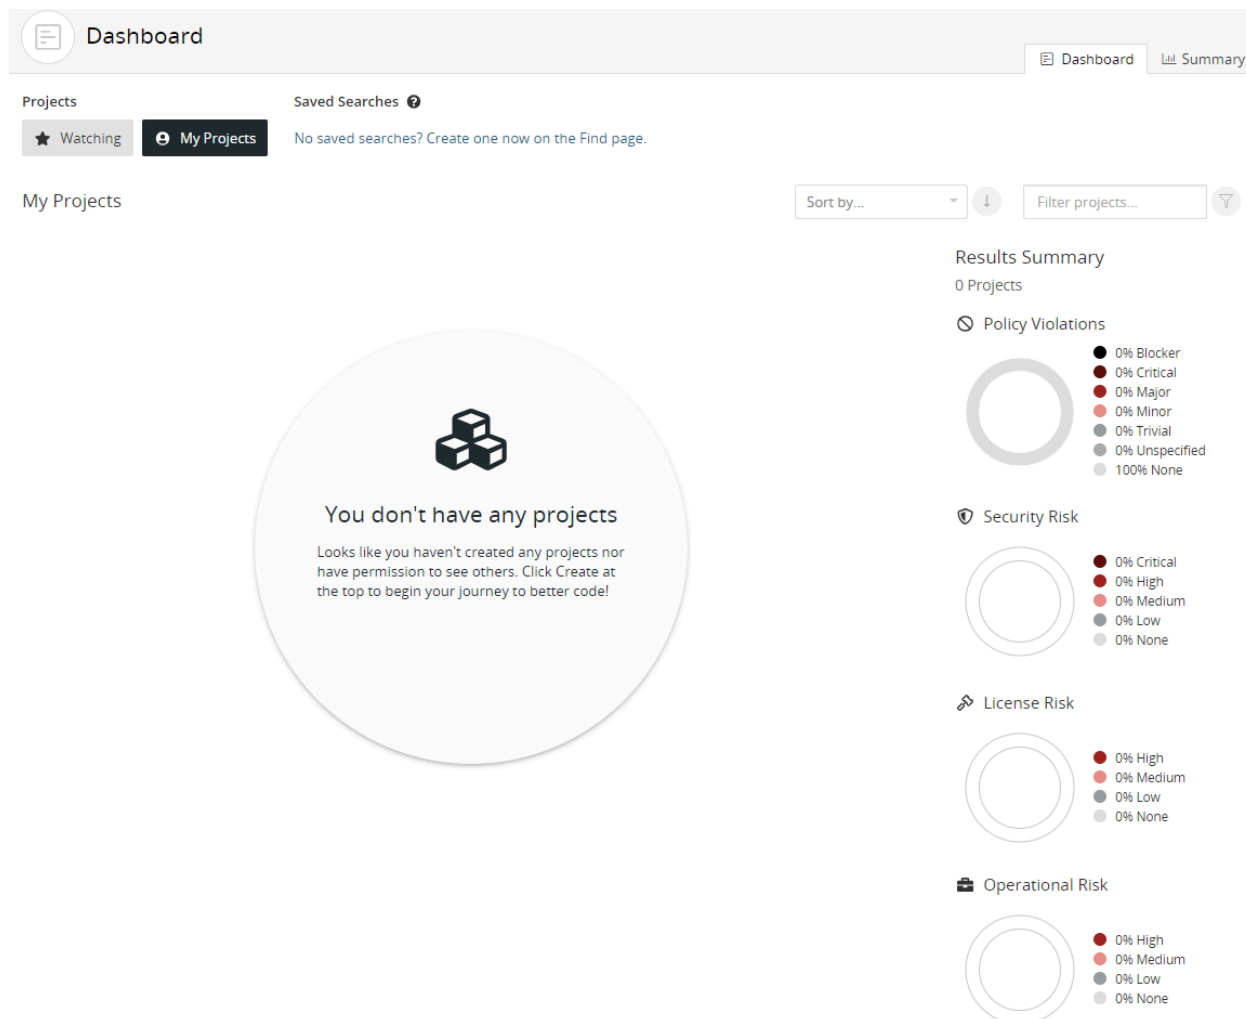 Dashboard
Dashboard
Summary
Projects
Saved Searches
Watching
My Projects
No saved searches? Create one now on the Find page.
My Projects
Sort by...
Filter projects...
Results Summary
0 Projects
Policy Violations
0% Blocker
0% Critical
0% Major
0% Minor
0% Trivial
0% Unspecified
100% None
You don't have any projects
Looks like you haven't created any projects nor
have permission to see others. Click Create at
the top to begin your journey to better code!
Security Risk
0% Critical
0% High
0% Medium
0% Low
0% None
License Risk
0% High
0% Medium
0% Low
0% None
Operational Risk
0% High
0% Medium
0% Low
0% None